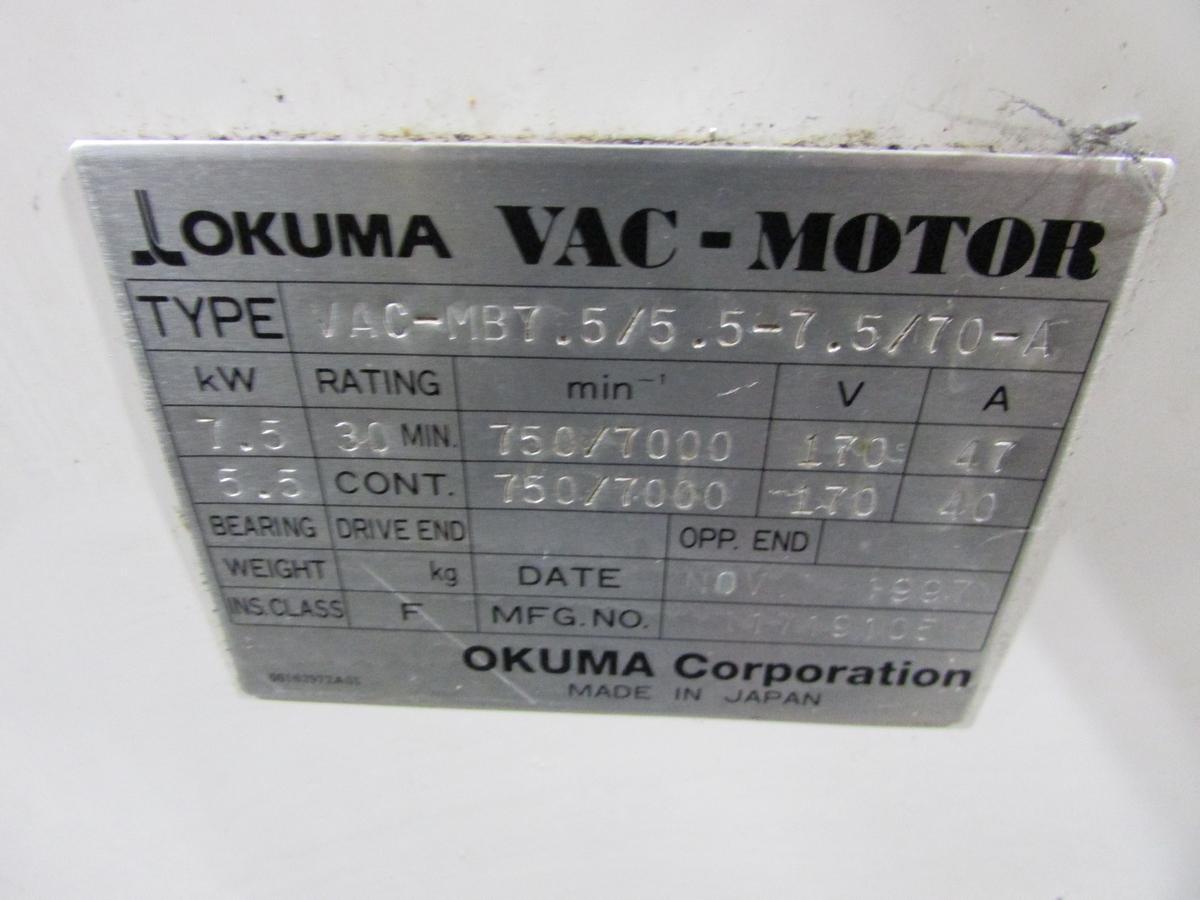 OKUMA VAC-MOTOR
TYPE VAC-MB7.5/5.5-7.5/70-A
kW RATING min⁻¹ V A
7.5 30 MIN. 750/7000 170 47
5.5 CONT. 750/7000 170 40
BEARING DRIVE END OPP. END
WEIGHT kg DATE NOV. 1997
INS.CLASS F MFG.NO.
OKUMA Corporation
MADE IN JAPAN